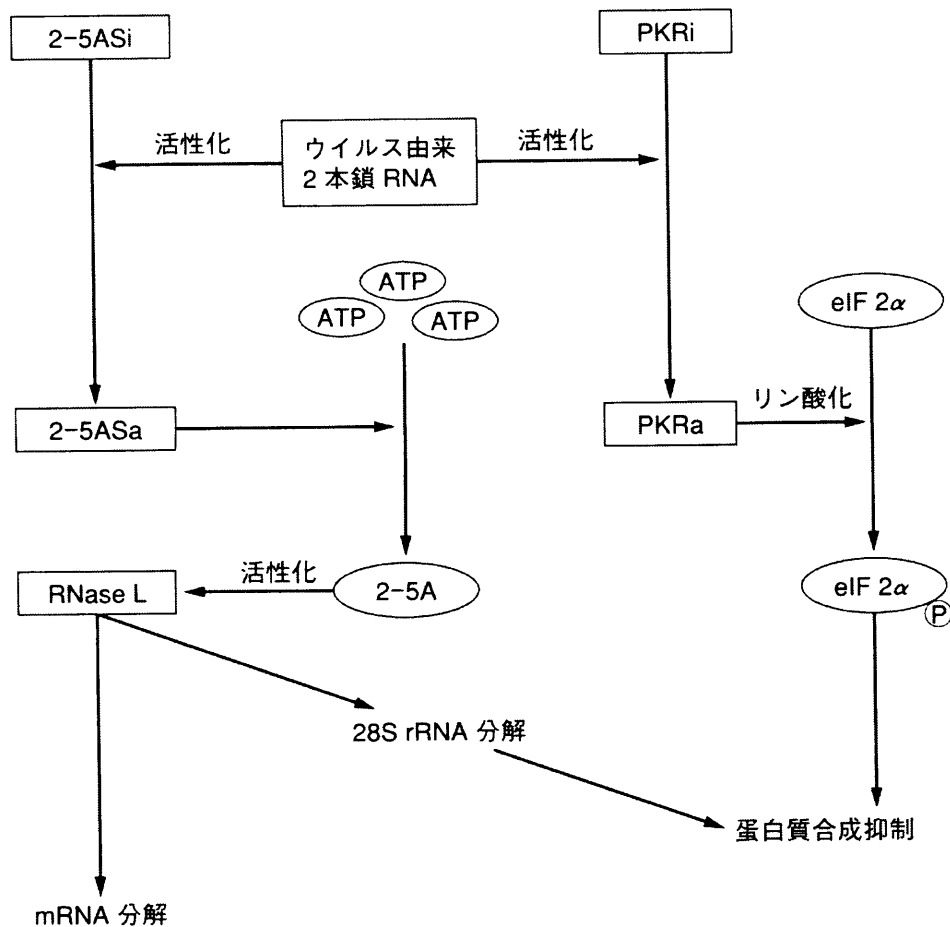 2-5ASi
PKRi
活性化
ウイルス由来
2本鎖 RNA
活性化
ATP
ATP
ATP
eIF 2α
2-5ASa
PKRa
リン酸化
RNase L
活性化
2-5A
eIF 2α
P
28S rRNA 分解
蛋白質合成抑制
mRNA 分解